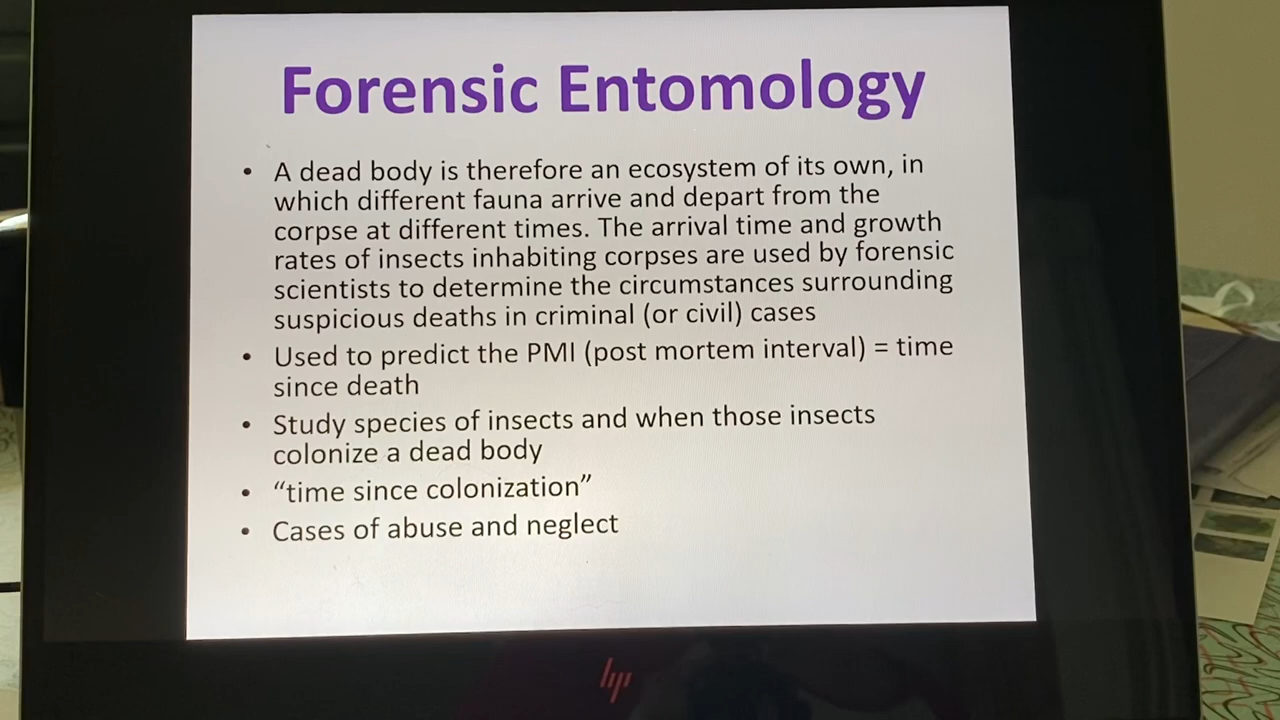 Forensic Entomology
• A dead body is therefore an ecosystem of its own, in
which different fauna arrive and depart from the
corpse at different times. The arrival time and growth
rates of insects inhabiting corpses are used by forensic
scientists to determine the circumstances surrounding
suspicious deaths in criminal (or civil) cases
• Used to predict the PMI (post mortem interval) = time
since death
• Study species of insects and when those insects
colonize a dead body
• “time since colonization”
• Cases of abuse and neglect
hp